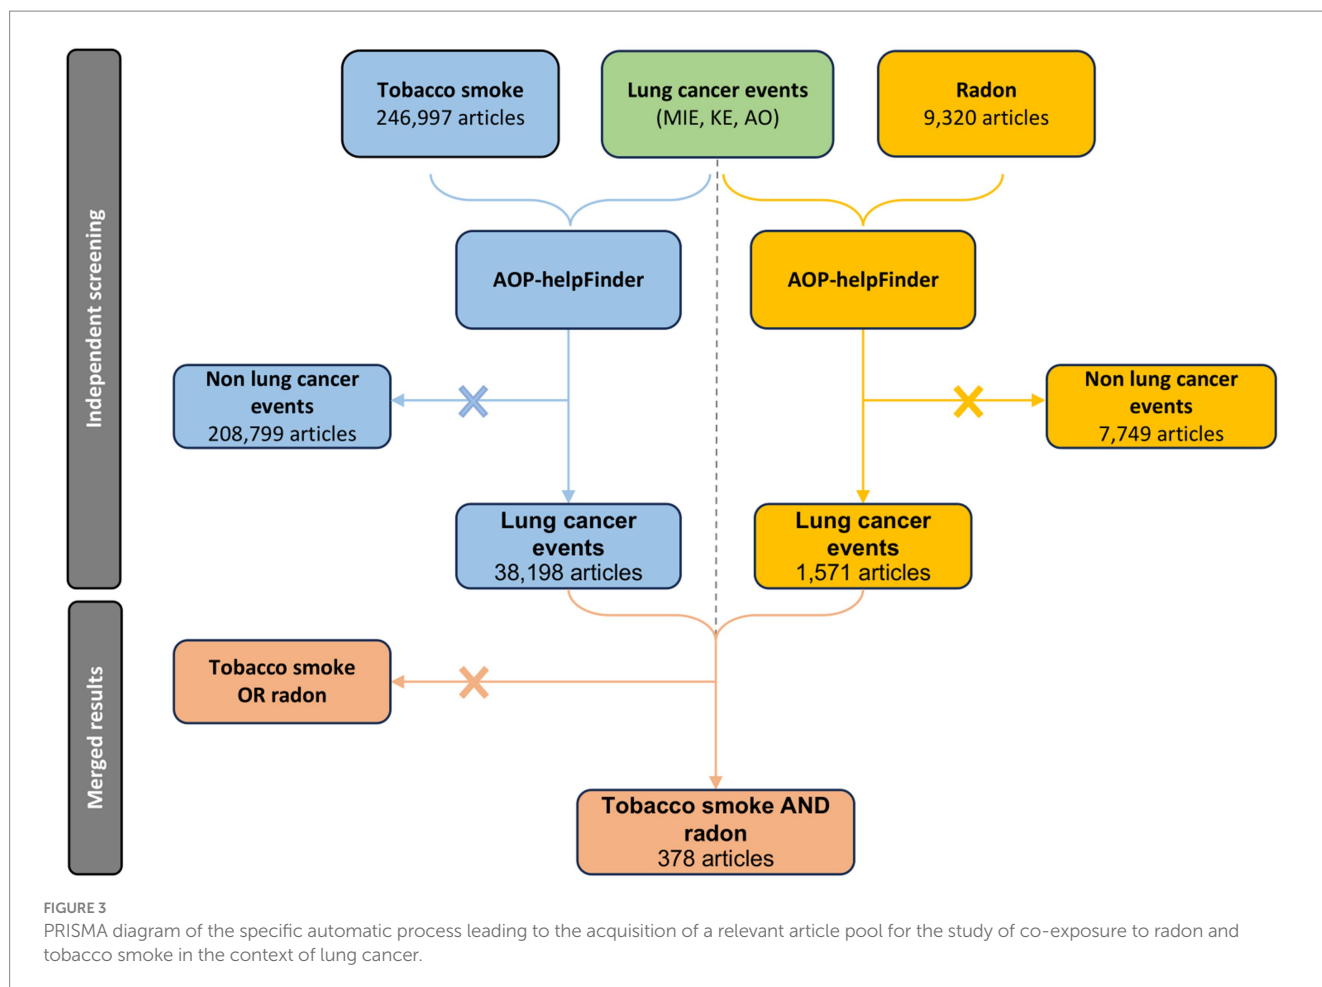 Independent screening
Tobacco smoke
246,997 articles
Lung cancer events
(MIE, KE, AO)
Radon
9,320 articles
AOP-helpFinder
AOP-helpFinder
Non lung cancer
events
208,799 articles
Non lung cancer
events
7,749 articles
Lung cancer
events
38,198 articles
Lung cancer
events
1,571 articles
Merged results
Tobacco smoke
OR radon
Tobacco smoke AND
radon
378 articles
FIGURE 3
PRISMA diagram of the specific automatic process leading to the acquisition of a relevant article pool for the study of co-exposure to radon and
tobacco smoke in the context of lung cancer.